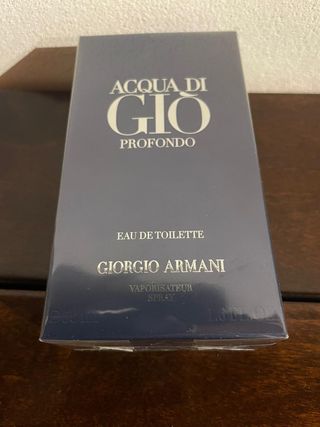 ACQUA DI
GIÒ
PROFONDO
EAU DE TOILETTE
GIORGIO ARMANI
VAPORISATEUR
SPRAY